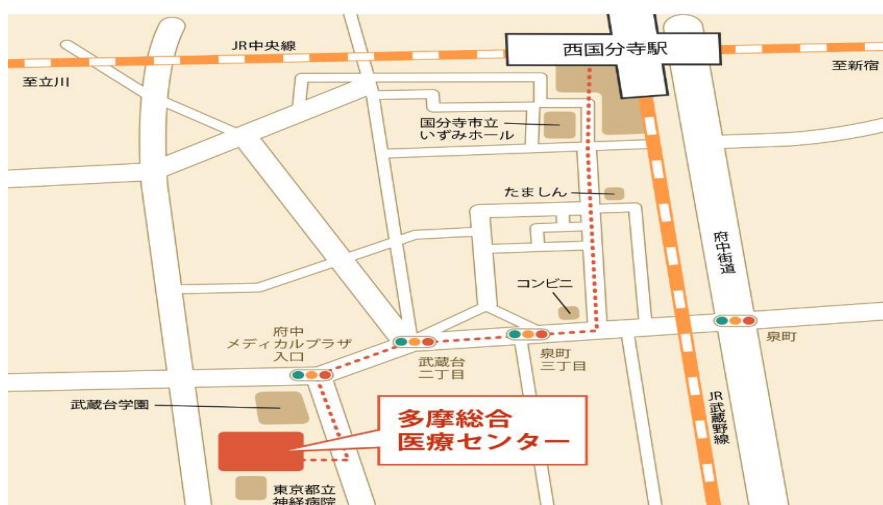 JR中央線
西国分寺駅
至立川
至新宿
国分寺市立
いずみホール
たましん
府中街道
コンビニ
府中
メディカルプラザ
入口
武蔵台
二丁目
泉町
三丁目
泉町
武蔵台学園
多摩総合
医療センター
JR武蔵野線
東京都立
神経病院